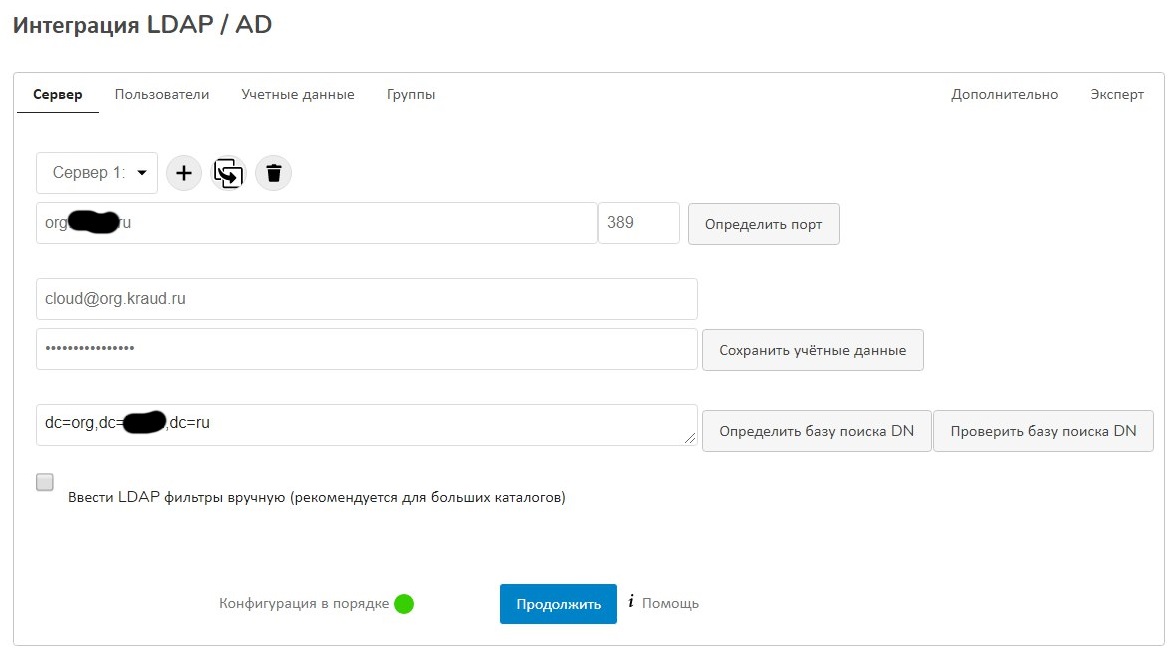 Интеграция LDAP / AD
Сервер Пользователи Учетные данные Группы Дополнительно Эксперт
Сервер 1:
org ru 389 Определить порт
cloud@org.kraud.ru
•••••••••••••••• Сохранить учётные данные
dc=org,dc= ,dc=ru Определить базу поиска DN Проверить базу поиска DN
Ввести LDAP фильтры вручную (рекомендуется для больших каталогов)
Конфигурация в порядке Продолжить i Помощь